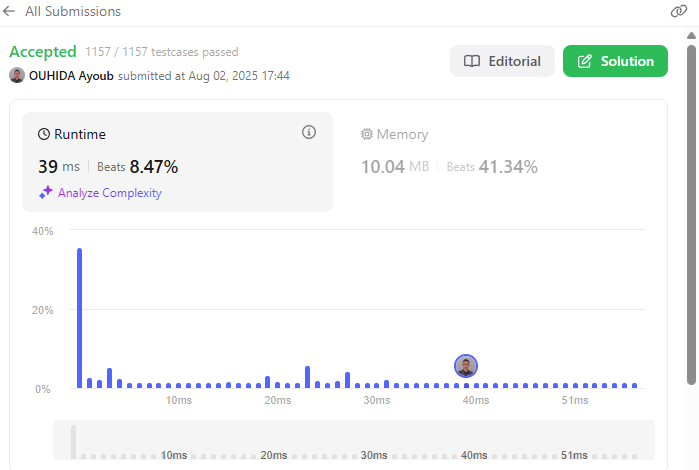 All Submissions
Accepted 1157 / 1157 testcases passed
OUHIDA Ayoub submitted at Aug 02, 2025 17:44
Editorial
Solution
Runtime
39 ms Beats 8.47%
Analyze Complexity
Memory
10.04 MB Beats 41.34%
40%
20%
0%
10ms 20ms 30ms 40ms 51ms
10ms 20ms 30ms 40ms 51ms